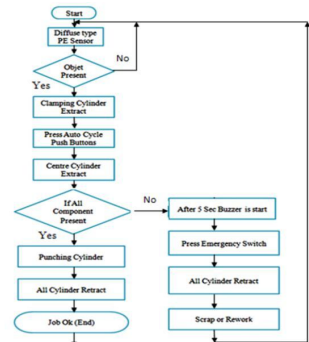 Start
Diffuse type
PE Sensor
No
Objet
Present
Yes
Clamping Cylinder
Extract
Press Auto Cycle
Push Buttons
Centre Cylinder
Extract
If All
Component
Present
No
Yes
After 5 Sec Buzzer is start
Press Emergency Switch
All Cylinder Retract
Scrap or Rework
Punching Cylinder
All Cylinder Retract
Job Ok (End)